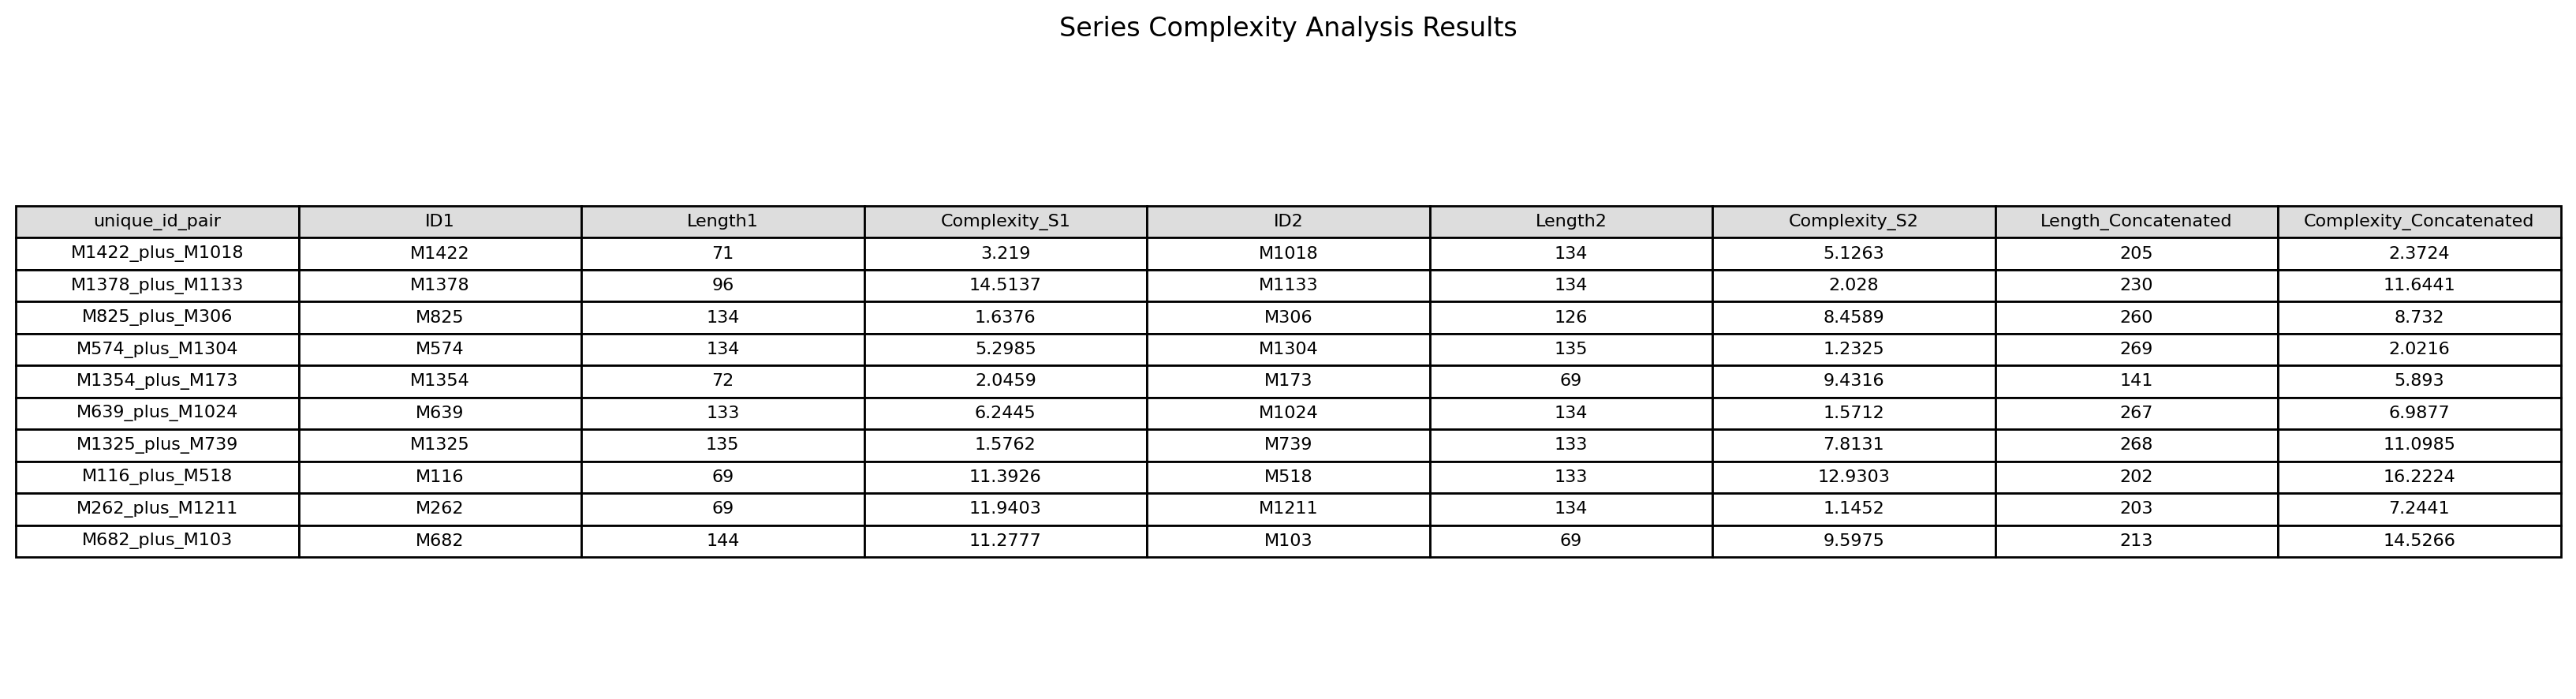 Series Complexity Analysis Results
unique_id_pair ID1 Length1 Complexity_S1 ID2 Length2 Complexity_S2 Length_Concatenated Complexity_Concatenated
M1422_plus_M1018 M1422 71 3.219 M1018 134 5.1263 205 2.3724
M1378_plus_M1133 M1378 96 14.5137 M1133 134 2.028 230 11.6441
M825_plus_M306 M825 134 1.6376 M306 126 8.4589 260 8.732
M574_plus_M1304 M574 134 5.2985 M1304 135 1.2325 269 2.0216
M1354_plus_M173 M1354 72 2.0459 M173 69 9.4316 141 5.893
M639_plus_M1024 M639 133 6.2445 M1024 134 1.5712 267 6.9877
M1325_plus_M739 M1325 135 1.5762 M739 133 7.8131 268 11.0985
M116_plus_M518 M116 69 11.3926 M518 133 12.9303 202 16.2224
M262_plus_M1211 M262 69 11.9403 M1211 134 1.1452 203 7.2441
M682_plus_M103 M682 144 11.2777 M103 69 9.5975 213 14.5266